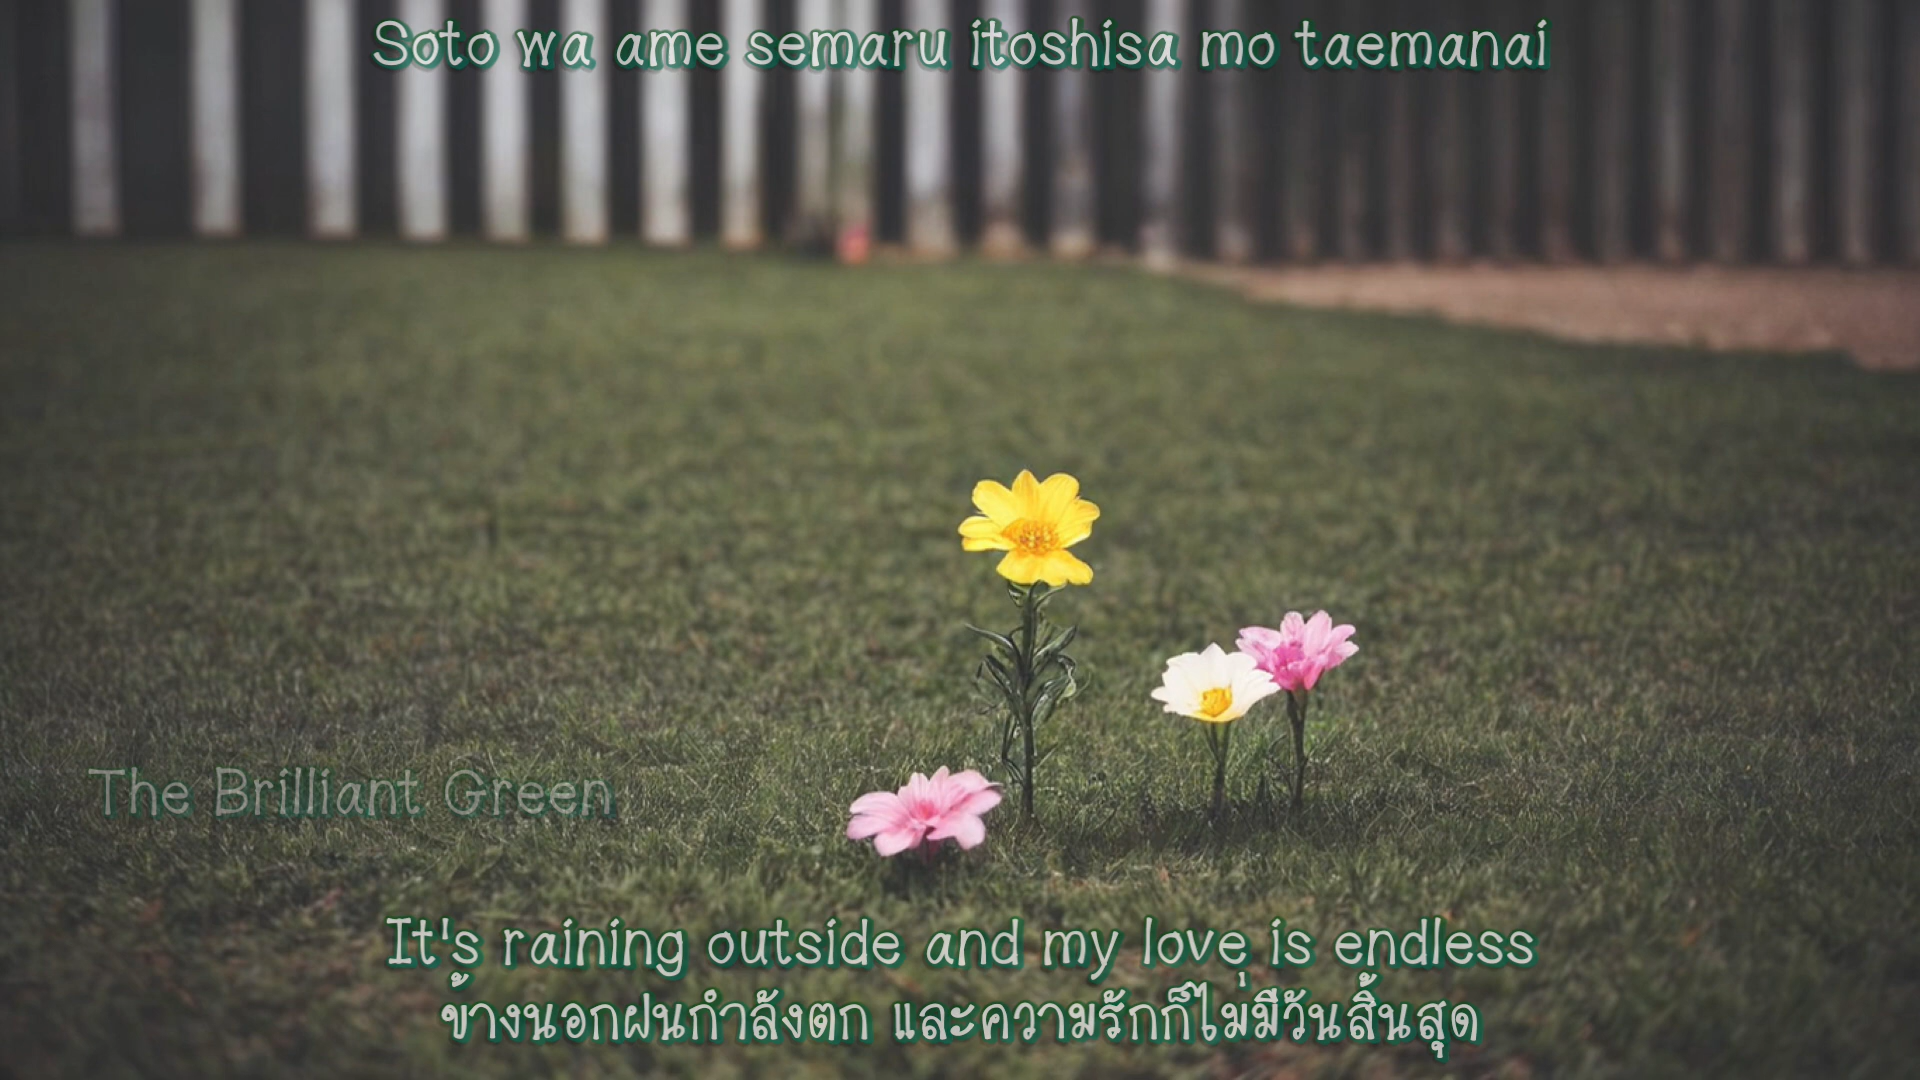 Soto wa ame semaru itoshisa mo taemanai
The Brilliant Green
It's raining outside and my love is endless
ข้างนอกฝนกำลังตก และความรักก็ไม่มีวันสิ้นสุด